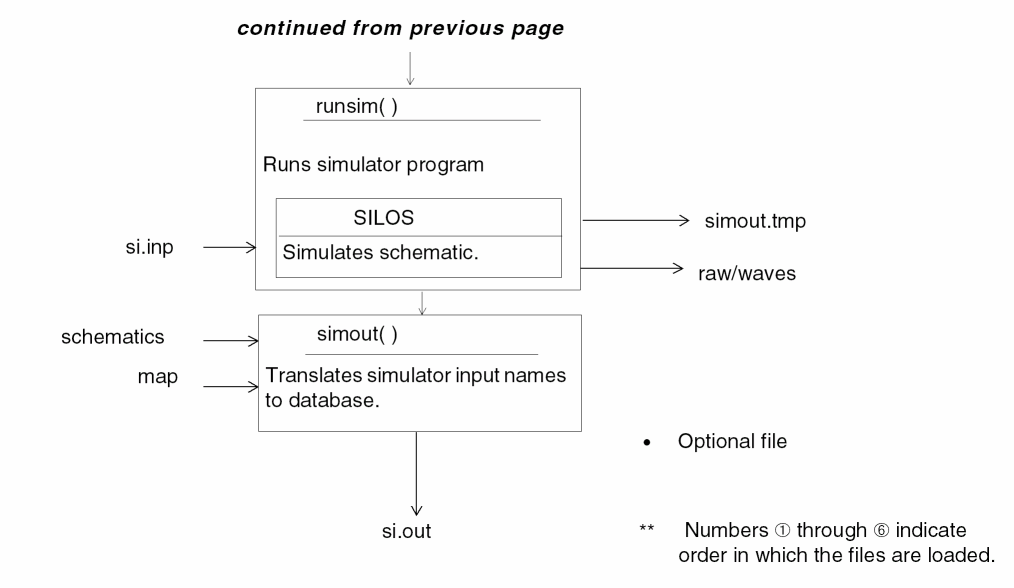 continued from previous page
runsim( )
Runs simulator program
SILOS
Simulates schematic.
si.inp
simout.tmp
raw/waves
simout( )
schematics
map
Translates simulator input names
to database.
• Optional file
si.out
** Numbers ① through ⑥ indicate
order in which the files are loaded.